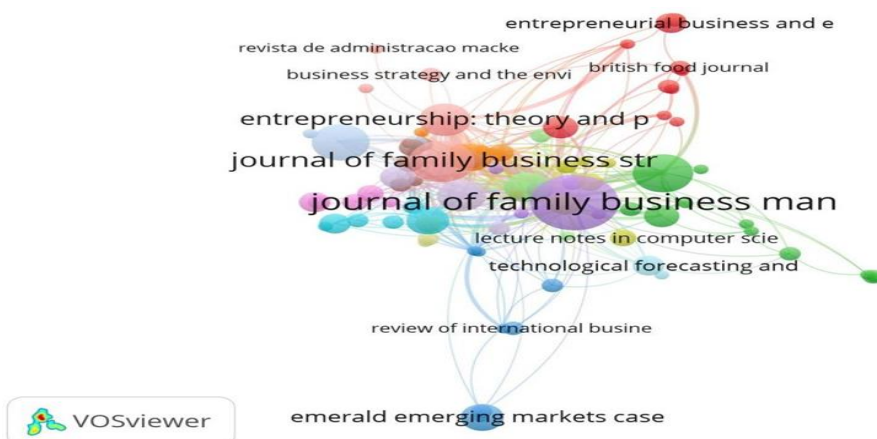 entrepreneurial business and e
revista de administracao macke
british food journal
business strategy and the envi
entrepreneurship: theory and p
journal of family business str
journal of family business man
lecture notes in computer scie
technological forecasting and
review of international busine
emerald emerging markets case
VOSviewer